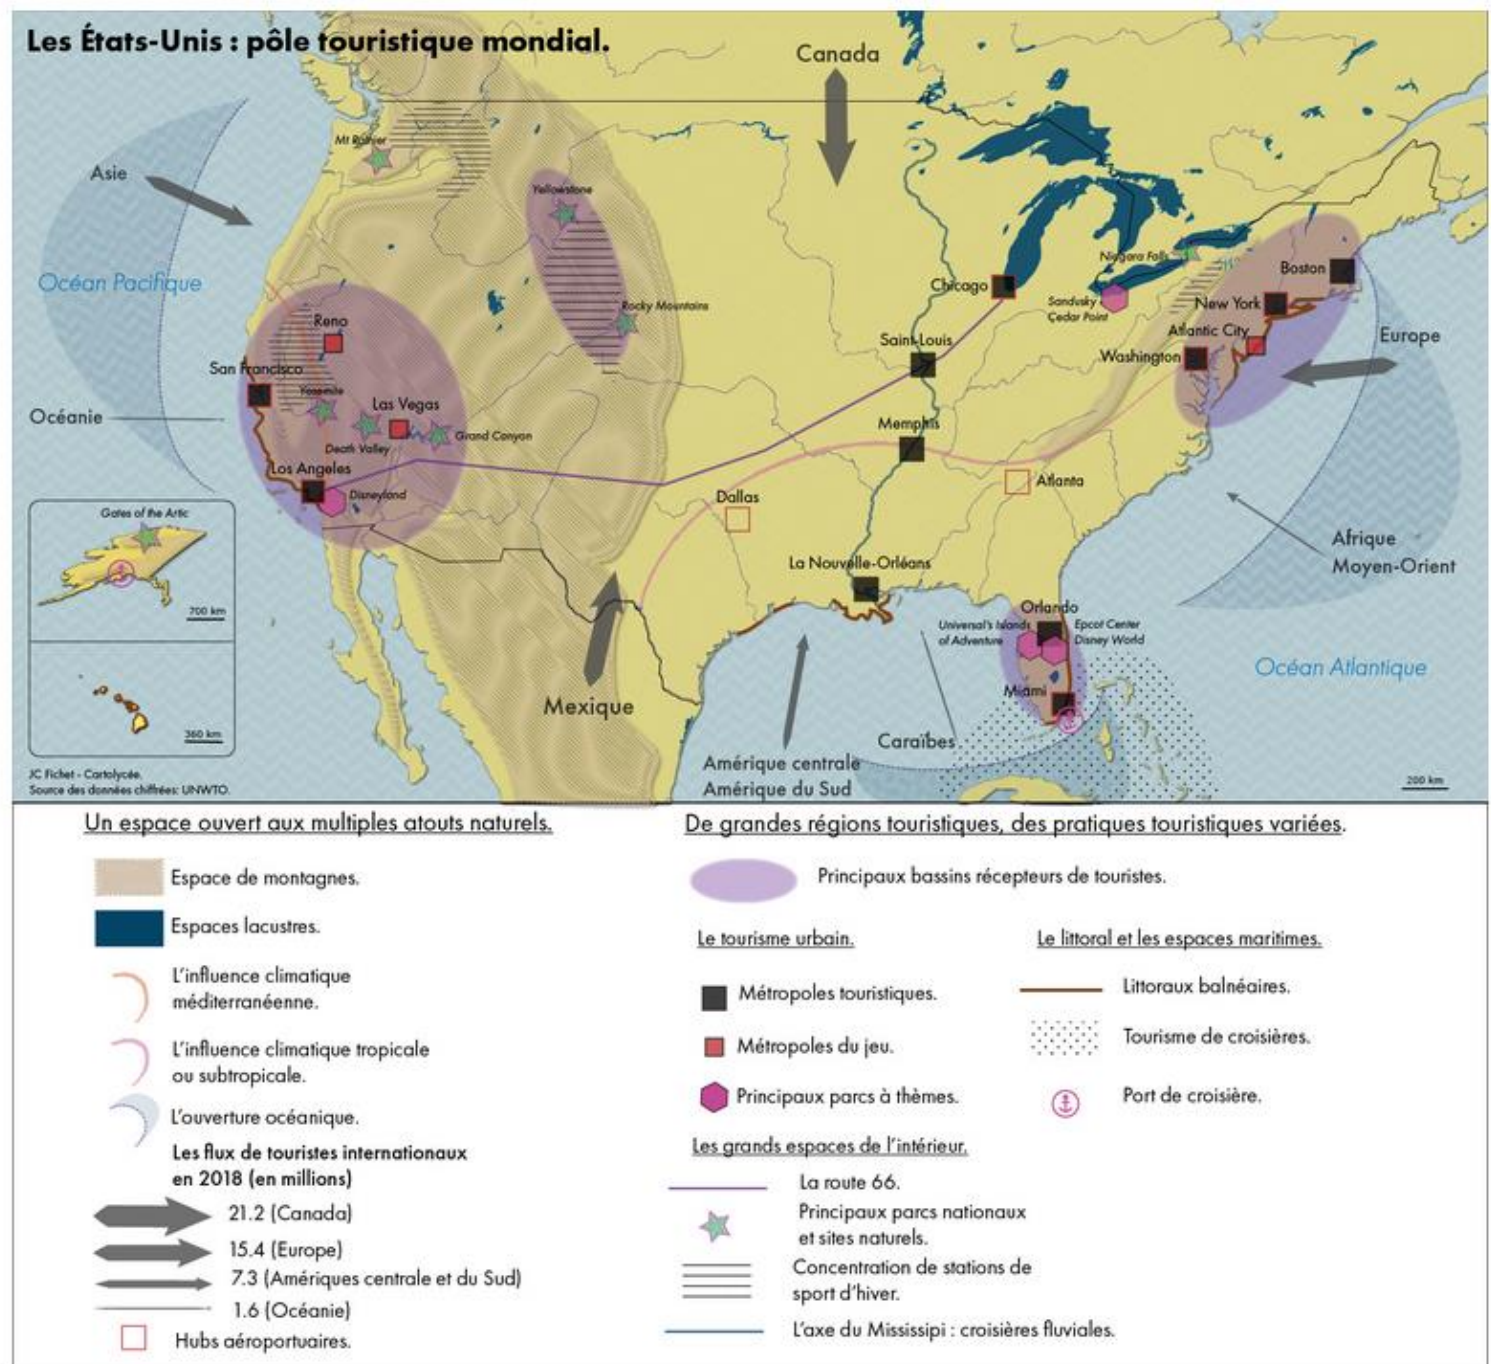 Les États-Unis : pôle touristique mondial.
Canada
Mt Rainier
Asie
Yellowstone
Océan Pacifique
Niagara Falls
Boston
Chicago
Sandusky
Cedar Point
New York
Rocky Mountains
Reno
Atlantic City
Europe
Saint-Louis
Washington
San Francisco
Yosemite
Las Vegas
Océanie
Memphis
Death Valley
Grand Canyon
Los Angeles
Disneyland
Dallas
Atlanta
Gates of the Artic
700 km
Afrique
Moyen-Orient
La Nouvelle-Orléans
Orlando
Universal's Islands
of Adventure
Epcot Center
Disney World
Océan Atlantique
Miami
Mexique
360 km
Caraïbes
Amérique centrale
Amérique du Sud
JC Fichet - Cartolycée.
Source des données chiffrées: UNWTO.
200 km
Un espace ouvert aux multiples atouts naturels.
Espace de montagnes.
Espaces lacustres.
L'influence climatique
méditerranéenne.
L'influence climatique tropicale
ou subtropicale.
L'ouverture océanique.
Les flux de touristes internationaux
en 2018 (en millions)
21.2 (Canada)
15.4 (Europe)
7.3 (Amériques centrale et du Sud)
1.6 (Océanie)
Hubs aéroportuaires.
De grandes régions touristiques, des pratiques touristiques variées.
Principaux bassins récepteurs de touristes.
Le tourisme urbain.
Métropoles touristiques.
Métropoles du jeu.
Principaux parcs à thèmes.
Le littoral et les espaces maritimes.
Littoraux balnéaires.
Tourisme de croisières.
Port de croisière.
Les grands espaces de l'intérieur.
La route 66.
Principaux parcs nationaux
et sites naturels.
Concentration de stations de
sport d'hiver.
L'axe du Mississipi : croisières fluviales.